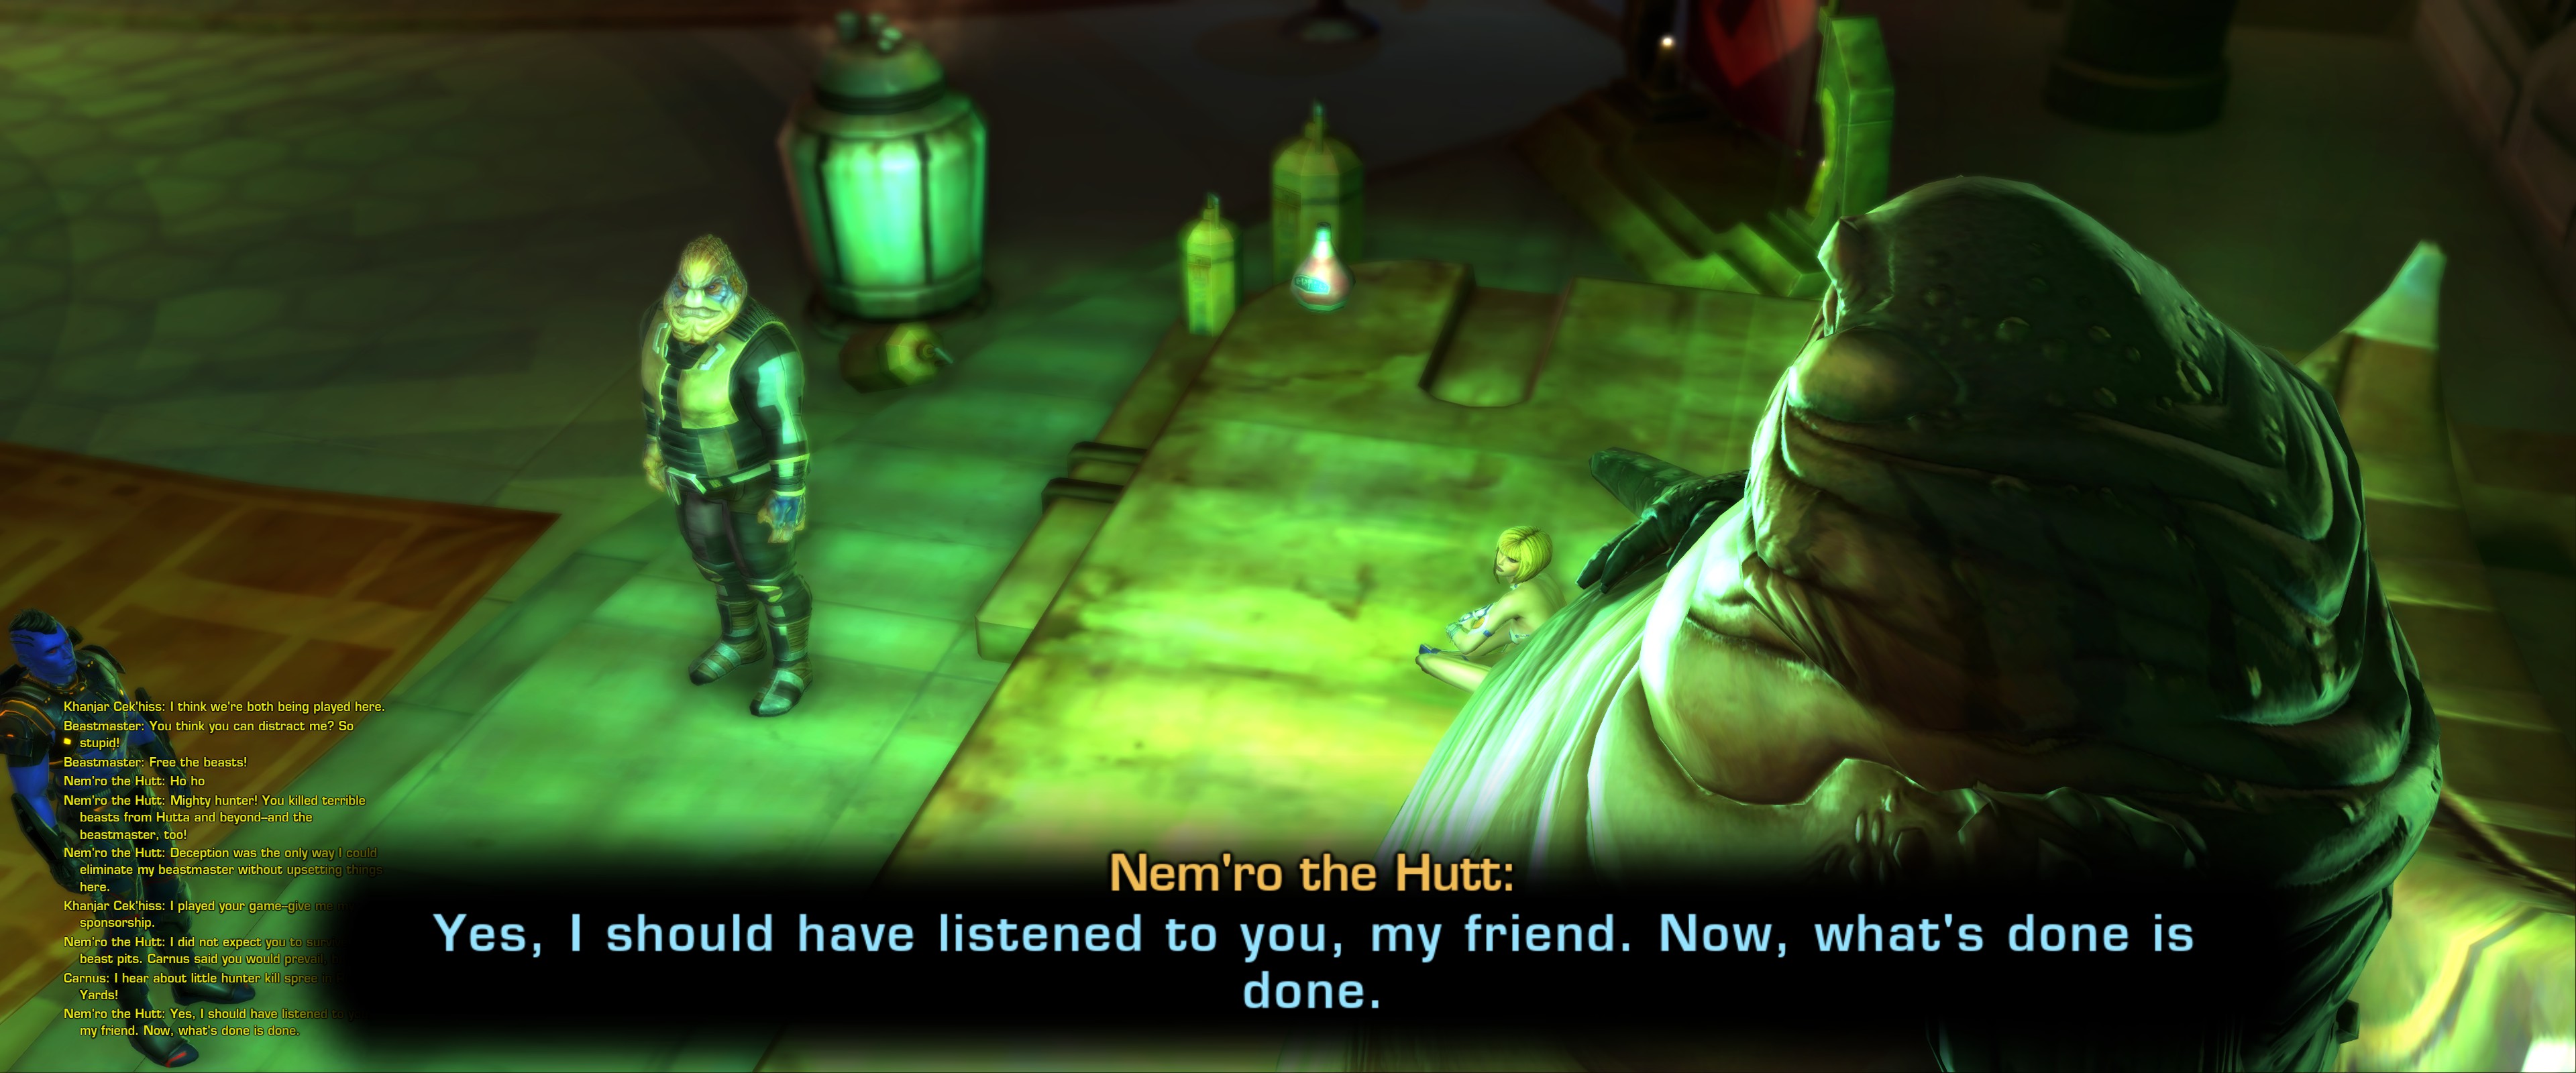 Khanjar Cek'hiss: I think we're both being played here.
Beastmaster: You think you can distract me? So
stupid!
Beastmaster: Free the beasts!
Nem'ro the Hutt: Ho ho
Nem'ro the Hutt: Mighty hunter! You killed terrible
beasts from Hutta and beyond–and the
beastmaster, too!
Nem'ro the Hutt: Deception was the only way I could
eliminate my beastmaster without upsetting things
here.
Khanjar Cek'hiss: I played your game–give me
sponsorship.
Nem'ro the Hutt: I did not expect you to
beast pits. Carnus said you would prevail.
Carnus: I hear about little hunter kill spree in
Yards!
Nem'ro the Hutt: Yes, I should have listened to
my friend. Now, what's done is done.
Nem'ro the Hutt:
Yes, I should have listened to you, my friend. Now, what's done is
done.